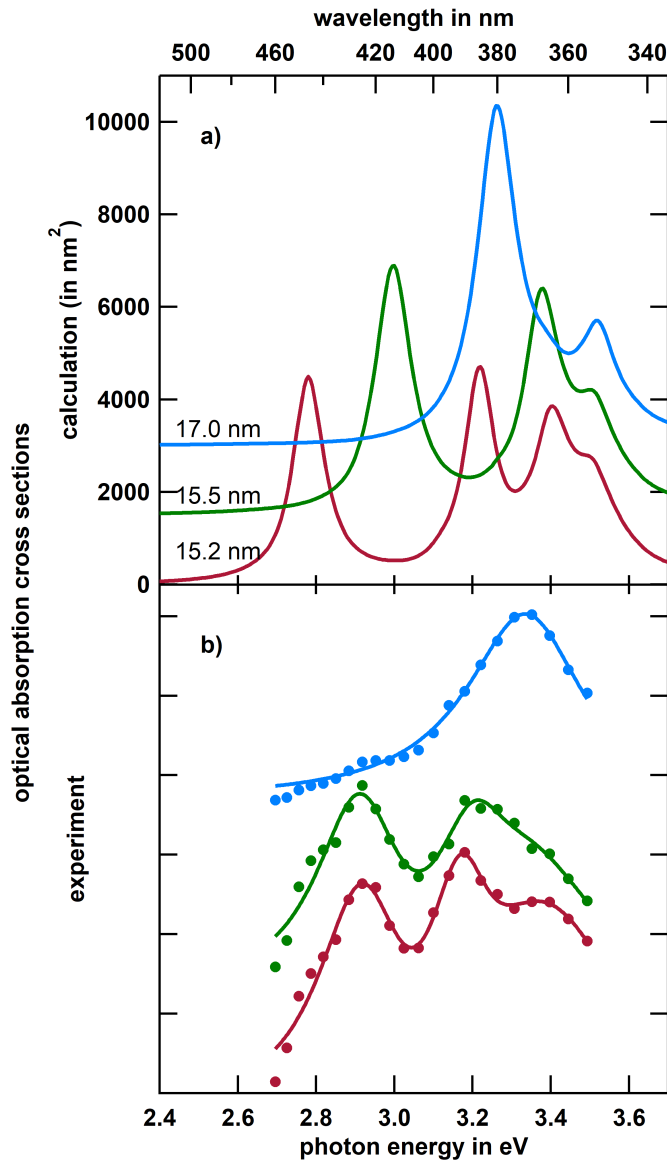 wavelength in nm
500 460 420 400 380 360 340
a)
10000
8000
6000
4000
2000
0
17.0 nm
15.5 nm
15.2 nm
calculation (in nm²)
optical absorption cross sections
b)
experiment
2.4 2.6 2.8 3.0 3.2 3.4 3.6
photon energy in eV